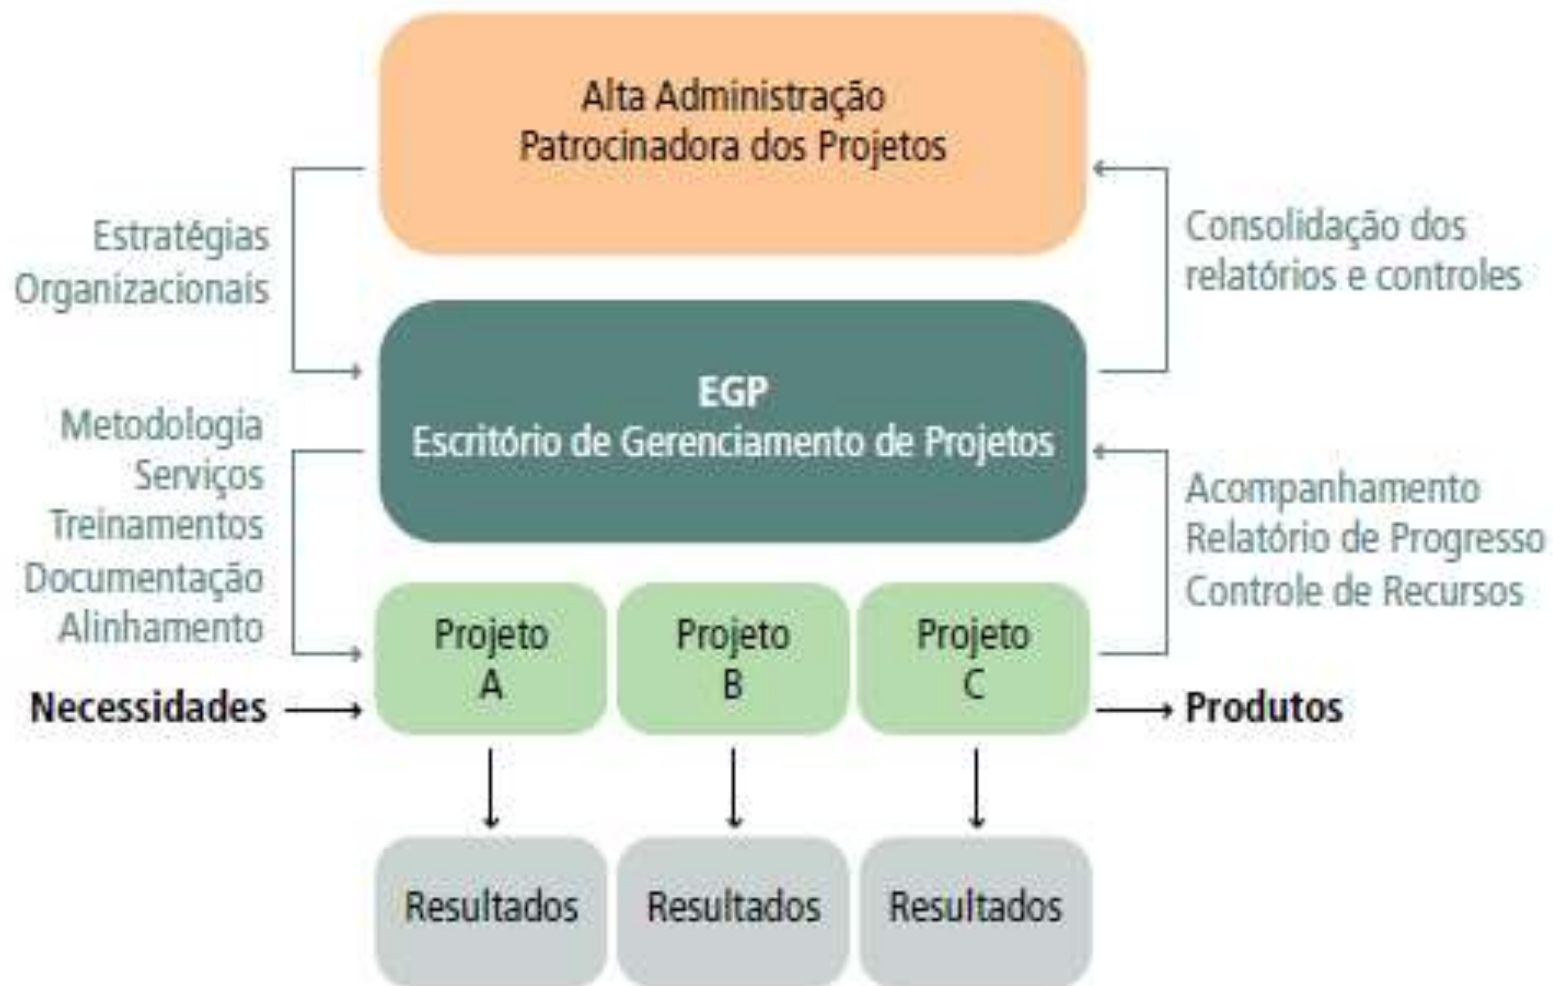 Alta Administração
Patrocinadora dos Projetos
Estratégias
Organizacionais
Consolidação dos
relatórios e controles
EGP
Escritório de Gerenciamento de Projetos
Metodologia
Serviços
Treinamentos
Documentação
Alinhamento
Acompanhamento
Relatório de Progresso
Controle de Recursos
Necessidades
Projeto
A
Projeto
B
Projeto
C
Produtos
Resultados
Resultados
Resultados